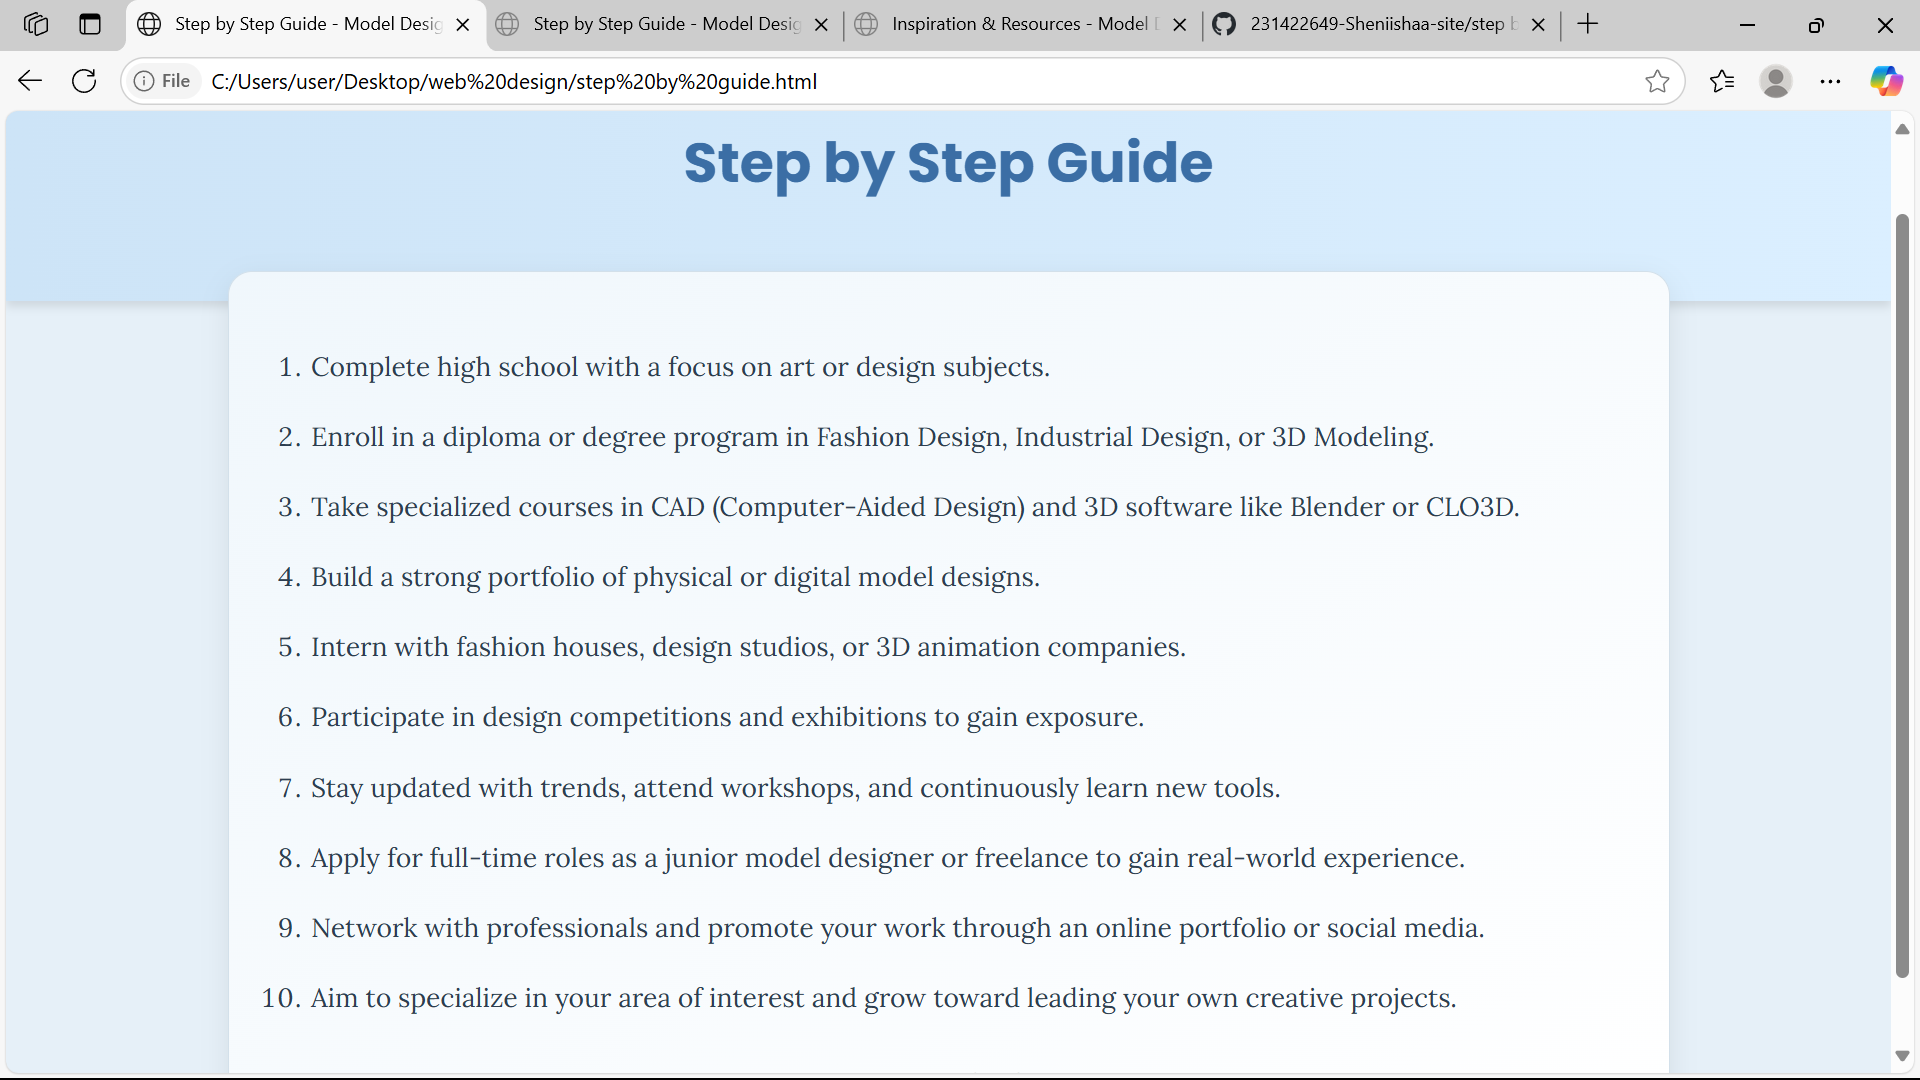 Step by Step Guide - Model Desig
Step by Step Guide - Model Desig
Inspiration & Resources - Model D
231422649-Sheniishaa-site/step b
File
C:/Users/user/Desktop/web%20design/step%20by%20guide.html
Step by Step Guide
1. Complete high school with a focus on art or design subjects.
2. Enroll in a diploma or degree program in Fashion Design, Industrial Design, or 3D Modeling.
3. Take specialized courses in CAD (Computer-Aided Design) and 3D software like Blender or CLO3D.
4. Build a strong portfolio of physical or digital model designs.
5. Intern with fashion houses, design studios, or 3D animation companies.
6. Participate in design competitions and exhibitions to gain exposure.
7. Stay updated with trends, attend workshops, and continuously learn new tools.
8. Apply for full-time roles as a junior model designer or freelance to gain real-world experience.
9. Network with professionals and promote your work through an online portfolio or social media.
10. Aim to specialize in your area of interest and grow toward leading your own creative projects.